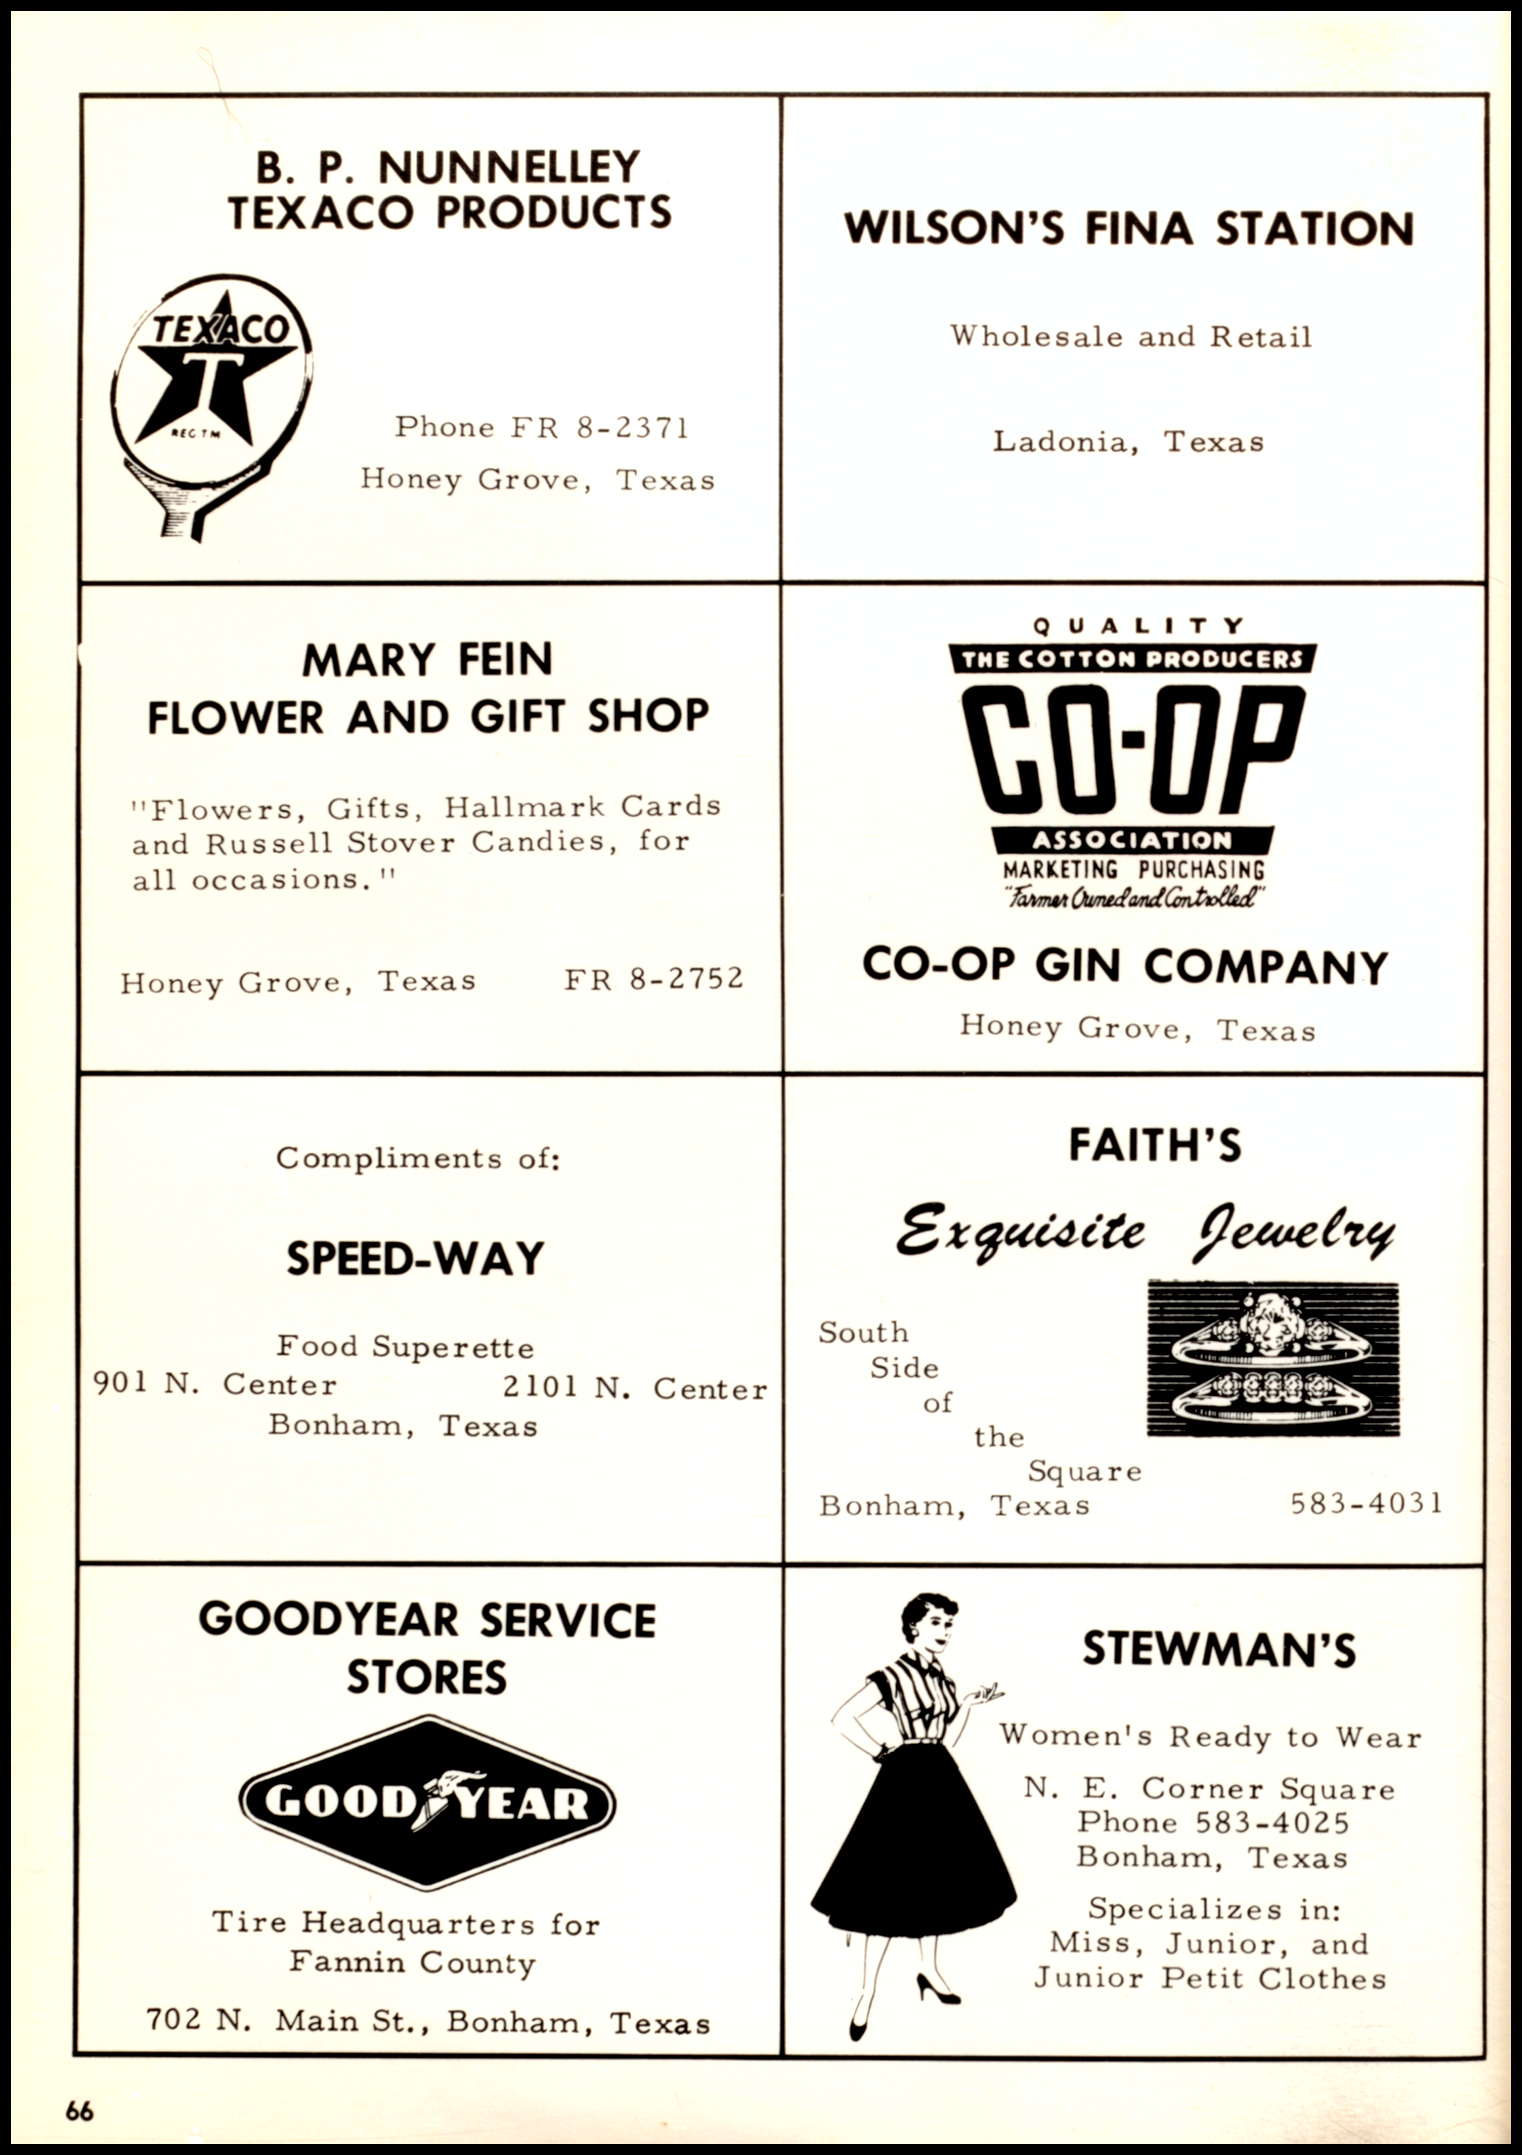 B. P. NUNNELLEY
TEXACO PRODUCTS
TEXACO
T
REG TM
Phone FR 8-2371
Honey Grove, Texas
WILSON'S FINA STATION
Wholesale and Retail
Ladonia, Texas
MARY FEIN
FLOWER AND GIFT SHOP
"Flowers, Gifts, Hallmark Cards
and Russell Stover Candies, for
all occasions."
Honey Grove, Texas FR 8-2752
QUALITY
THE COTTON PRODUCERS
CO-OP
ASSOCIATION
MARKETING PURCHASING
"Farmer Owned and Controlled"
CO-OP GIN COMPANY
Honey Grove, Texas
Compliments of:
SPEED-WAY
Food Superette
901 N. Center 2101 N. Center
Bonham, Texas
FAITH'S
Exquisite Jewelry
South
Side
of
the
Square
Bonham, Texas 583-4031
GOODYEAR SERVICE
STORES
GOODYEAR
Tire Headquarters for
Fannin County
702 N. Main St., Bonham, Texas
STEWMAN'S
Women's Ready to Wear
N. E. Corner Square
Phone 583-4025
Bonham, Texas
Specializes in:
Miss, Junior, and
Junior Petit Clothes
66